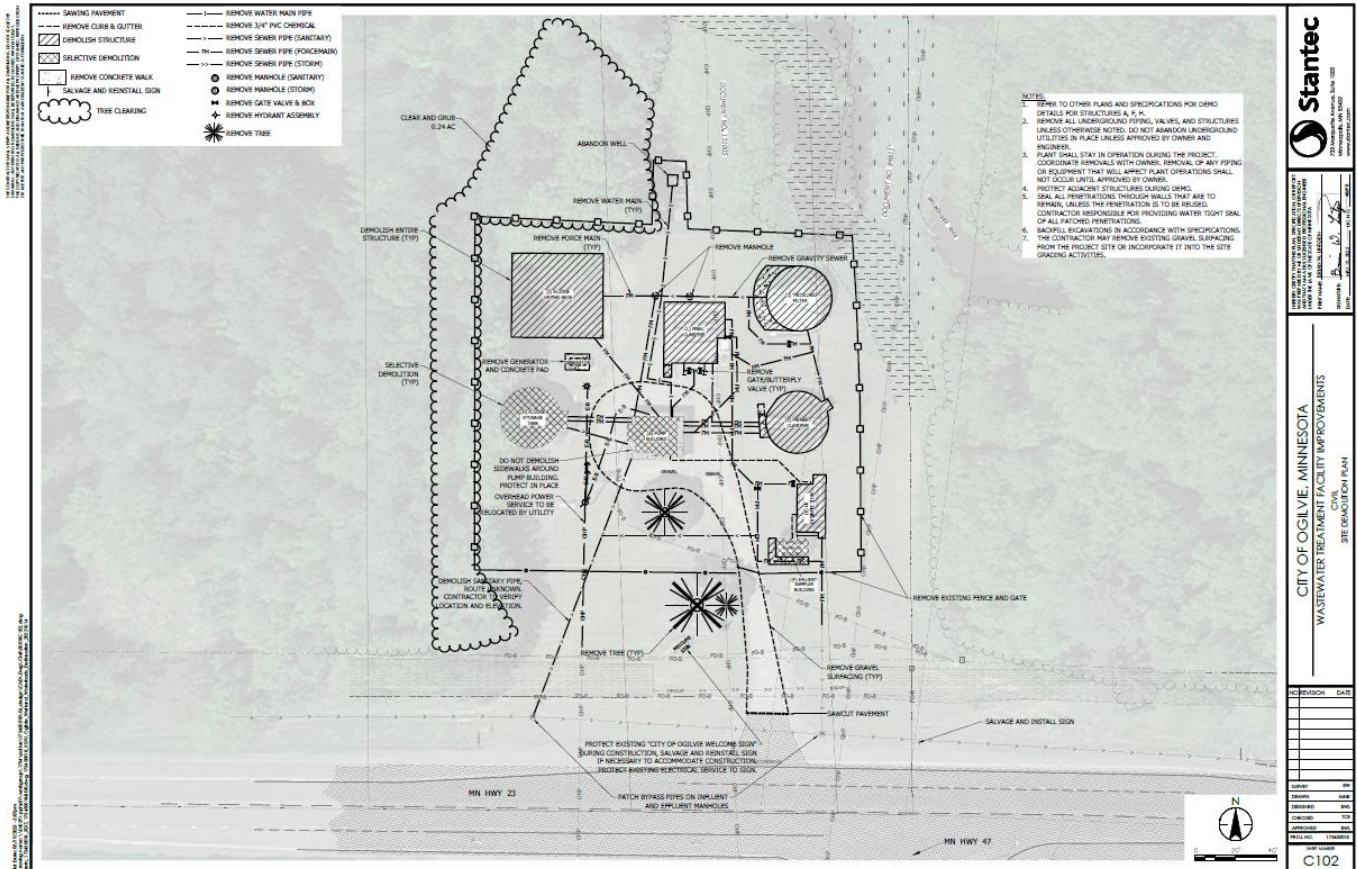 SAWING PAVEMENT
REMOVE CURB & GUTTER
DEMOLISH STRUCTURE
SELECTIVE DEMOLITION
REMOVE CONCRETE WALK
SALVAGE AND REINSTALL SIGN
TREE CLEARING
REMOVE WATER MAIN PIPE
REMOVE 3/4" PVC CHEMICAL
REMOVE SEWER PIPE (SANITARY)
REMOVE SEWER PIPE (FORCEMAIN)
REMOVE SEWER PIPE (STORM)
REMOVE MANHOLE (SANITARY)
REMOVE MANHOLE (STORM)
REMOVE GATE VALVE & BOX
REMOVE HYDRANT ASSEMBLY
REMOVE TREE
CLEAR AND GRUB
0.24 AC
ABANDON WELL
REMOVE WATER MAIN
(TYP)
DEMOLISH ENTIRE
STRUCTURE (TYP)
REMOVE FORCE MAIN
(TYP)
REMOVE MANHOLE
REMOVE GRAVITY SEWER
SELECTIVE
DEMOLITION
(TYP)
REMOVE GENERATOR
AND CONCRETE PAD
REMOVE
GATE/BUTTERFLY
VALVE (TYP)
STORAGE
TANK
BUILDING
DO NOT DEMOLISH
SIDEWALKS AROUND
PUMP BUILDING.
PROTECT IN PLACE
OVERHEAD POWER
SERVICE TO BE
RELOCATED BY UTILITY
GRAVEL
GRAVEL
DEMOLISH SANITARY PIPE,
ROUTE UNKNOWN.
CONTRACTOR TO VERIFY
LOCATION AND ELEVATION.
SAMPLER
BUILDING
REMOVE EXISTING FENCE AND GATE
REMOVE TREE (TYP)
REMOVE GRAVEL
SURFACING (TYP)
SAWCUT PAVEMENT
SALVAGE AND INSTALL SIGN
PROTECT EXISTING "CITY OF OGILVIE WELCOME SIGN"
DURING CONSTRUCTION, SALVAGE AND REINSTALL SIGN
IF NECESSARY TO ACCOMMODATE CONSTRUCTION.
PROTECT EXISTING ELECTRICAL SERVICE TO SIGN.
PATCH BYPASS PIPES ON INFLUENT
AND EFFLUENT MANHOLES
MN HWY 23
MN HWY 47
NOTES:
1. REFER TO OTHER PLANS AND SPECIFICATIONS FOR DEMO
DETAILS FOR STRUCTURES A, F, H.
2. REMOVE ALL UNDERGROUND PIPING, VALVES, AND STRUCTURES
UNLESS OTHERWISE NOTED. DO NOT ABANDON UNDERGROUND
UTILITIES IN PLACE UNLESS APPROVED BY OWNER AND
ENGINEER.
3. PLANT SHALL STAY IN OPERATION DURING THE PROJECT.
COORDINATE REMOVALS WITH OWNER. REMOVAL OF ANY PIPING
OR EQUIPMENT THAT WILL AFFECT PLANT OPERATIONS SHALL
NOT OCCUR UNTIL APPROVED BY OWNER.
4. PROTECT ADJACENT STRUCTURES DURING DEMO.
5. SEAL ALL PENETRATIONS THROUGH WALLS THAT ARE TO
REMAIN, UNLESS THE PENETRATION IS TO BE REUSED.
CONTRACTOR RESPONSIBLE FOR PROVIDING WATER TIGHT SEAL
OF ALL PATCHED PENETRATIONS.
6. BACKFILL EXCAVATIONS IN ACCORDANCE WITH SPECIFICATIONS.
7. THE CONTRACTOR MAY REMOVE EXISTING GRAVEL SURFACING
FROM THE PROJECT SITE OR INCORPORATE IT INTO THE SITE
GRADING ACTIVITIES.
N
0 20' 40'
Stantec
www.stantec.com
CITY OF OGILVIE, MINNESOTA
WASTEWATER TREATMENT FACILITY IMPROVEMENTS
CIVIL
SITE DEMOLITION PLAN
NO REVISION DATE
SURVEY
DRAWN
DESIGNED
CHECKED
APPROVED
PROJ. NO.
C102